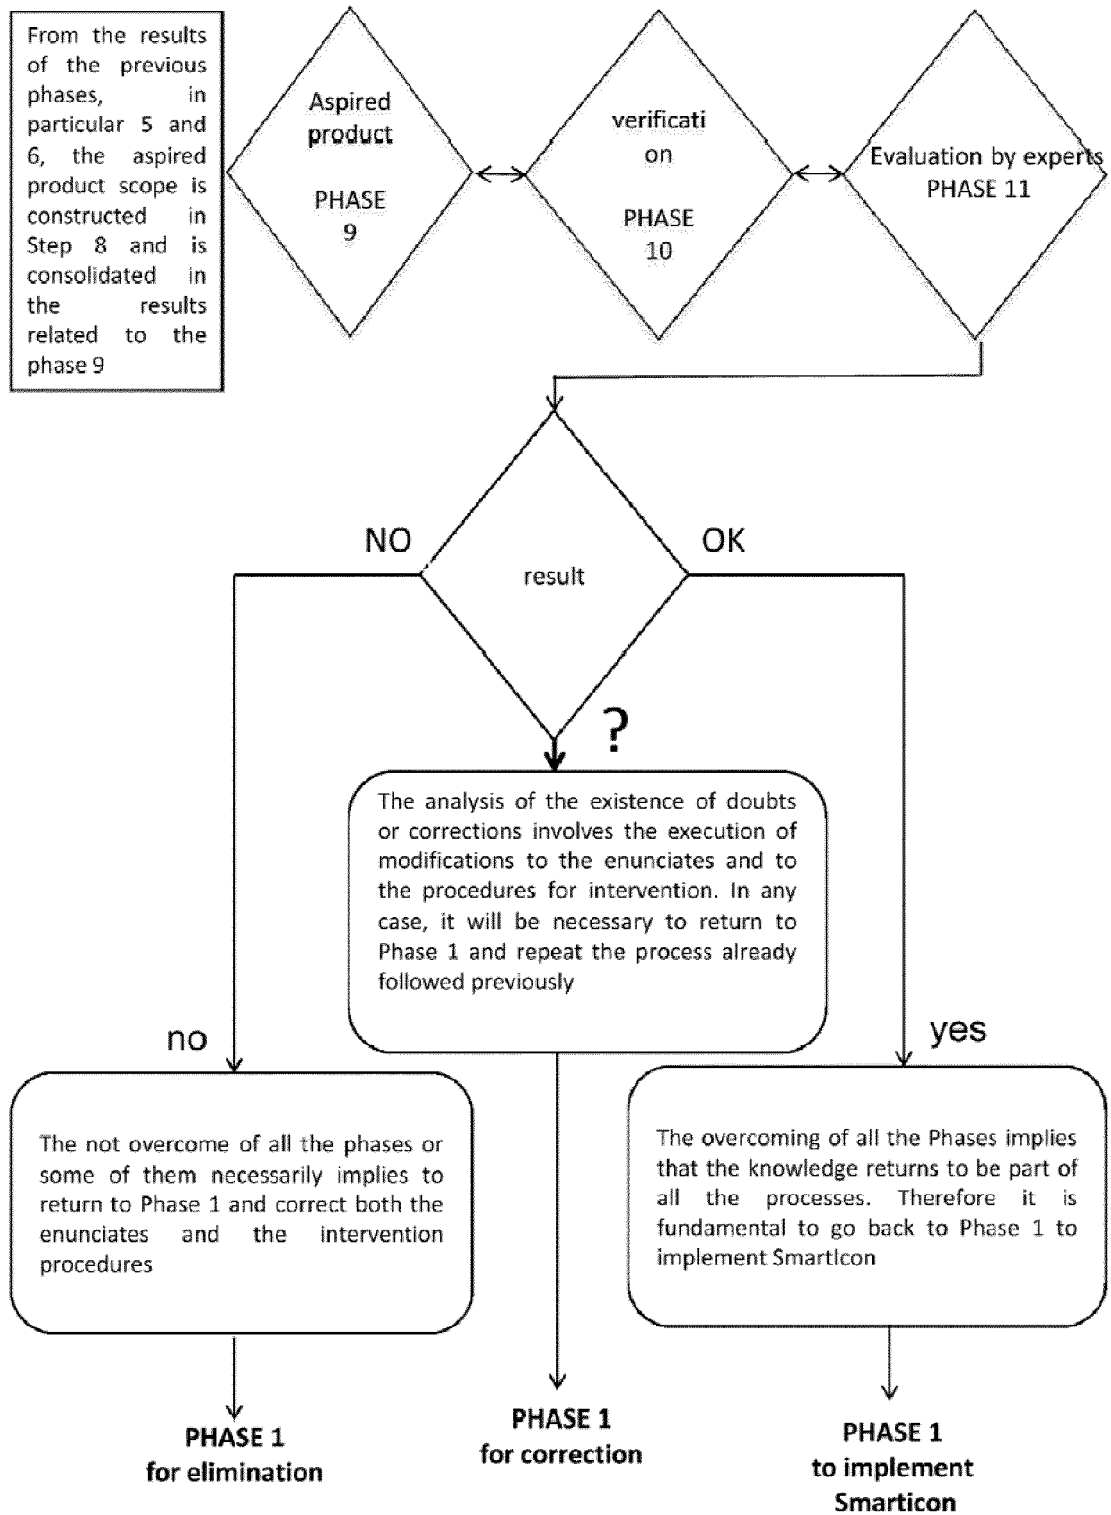 From the results
of the previous
phases, in
particular 5 and
6, the aspired
product scope is
constructed in
Step 8 and is
consolidated in
the results
related to the
phase 9
Aspired
product
PHASE
9
verificati
on
PHASE
10
Evaluation by experts
PHASE 11
NO
OK
result
?
The analysis of the existence of doubts
or corrections involves the execution of
modifications to the enunciates and to
the procedures for intervention. In any
case, it will be necessary to return to
Phase 1 and repeat the process already
followed previously
no
yes
The not overcome of all the phases or
some of them necessarily implies to
return to Phase 1 and correct both the
enunciates and the intervention
procedures
The overcoming of all the Phases implies
that the knowledge returns to be part of
all the processes. Therefore it is
fundamental to go back to Phase 1 to
implement SmartIcon
PHASE 1
for elimination
PHASE 1
for correction
PHASE 1
to implement
Smarticon